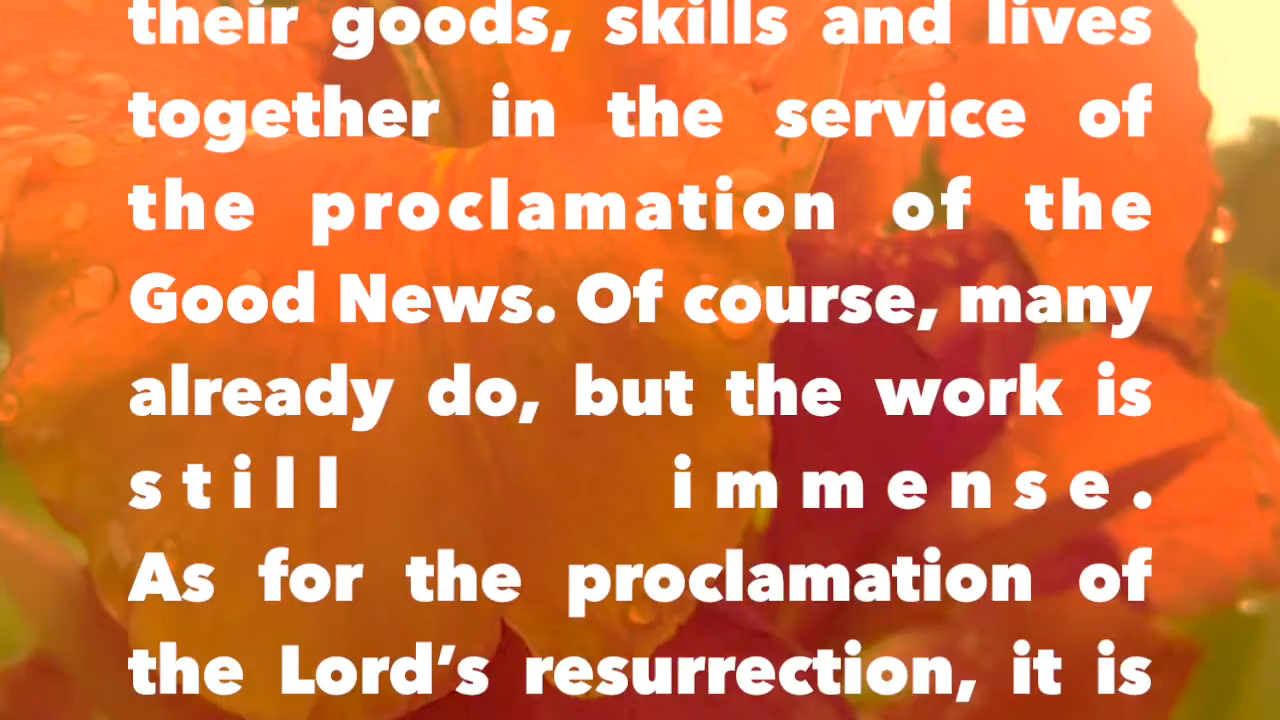 their goods, skills and lives
together in the service of
the proclamation of the
Good News. Of course, many
already do, but the work is
still immense.
As for the proclamation of
the Lord’s resurrection, it is